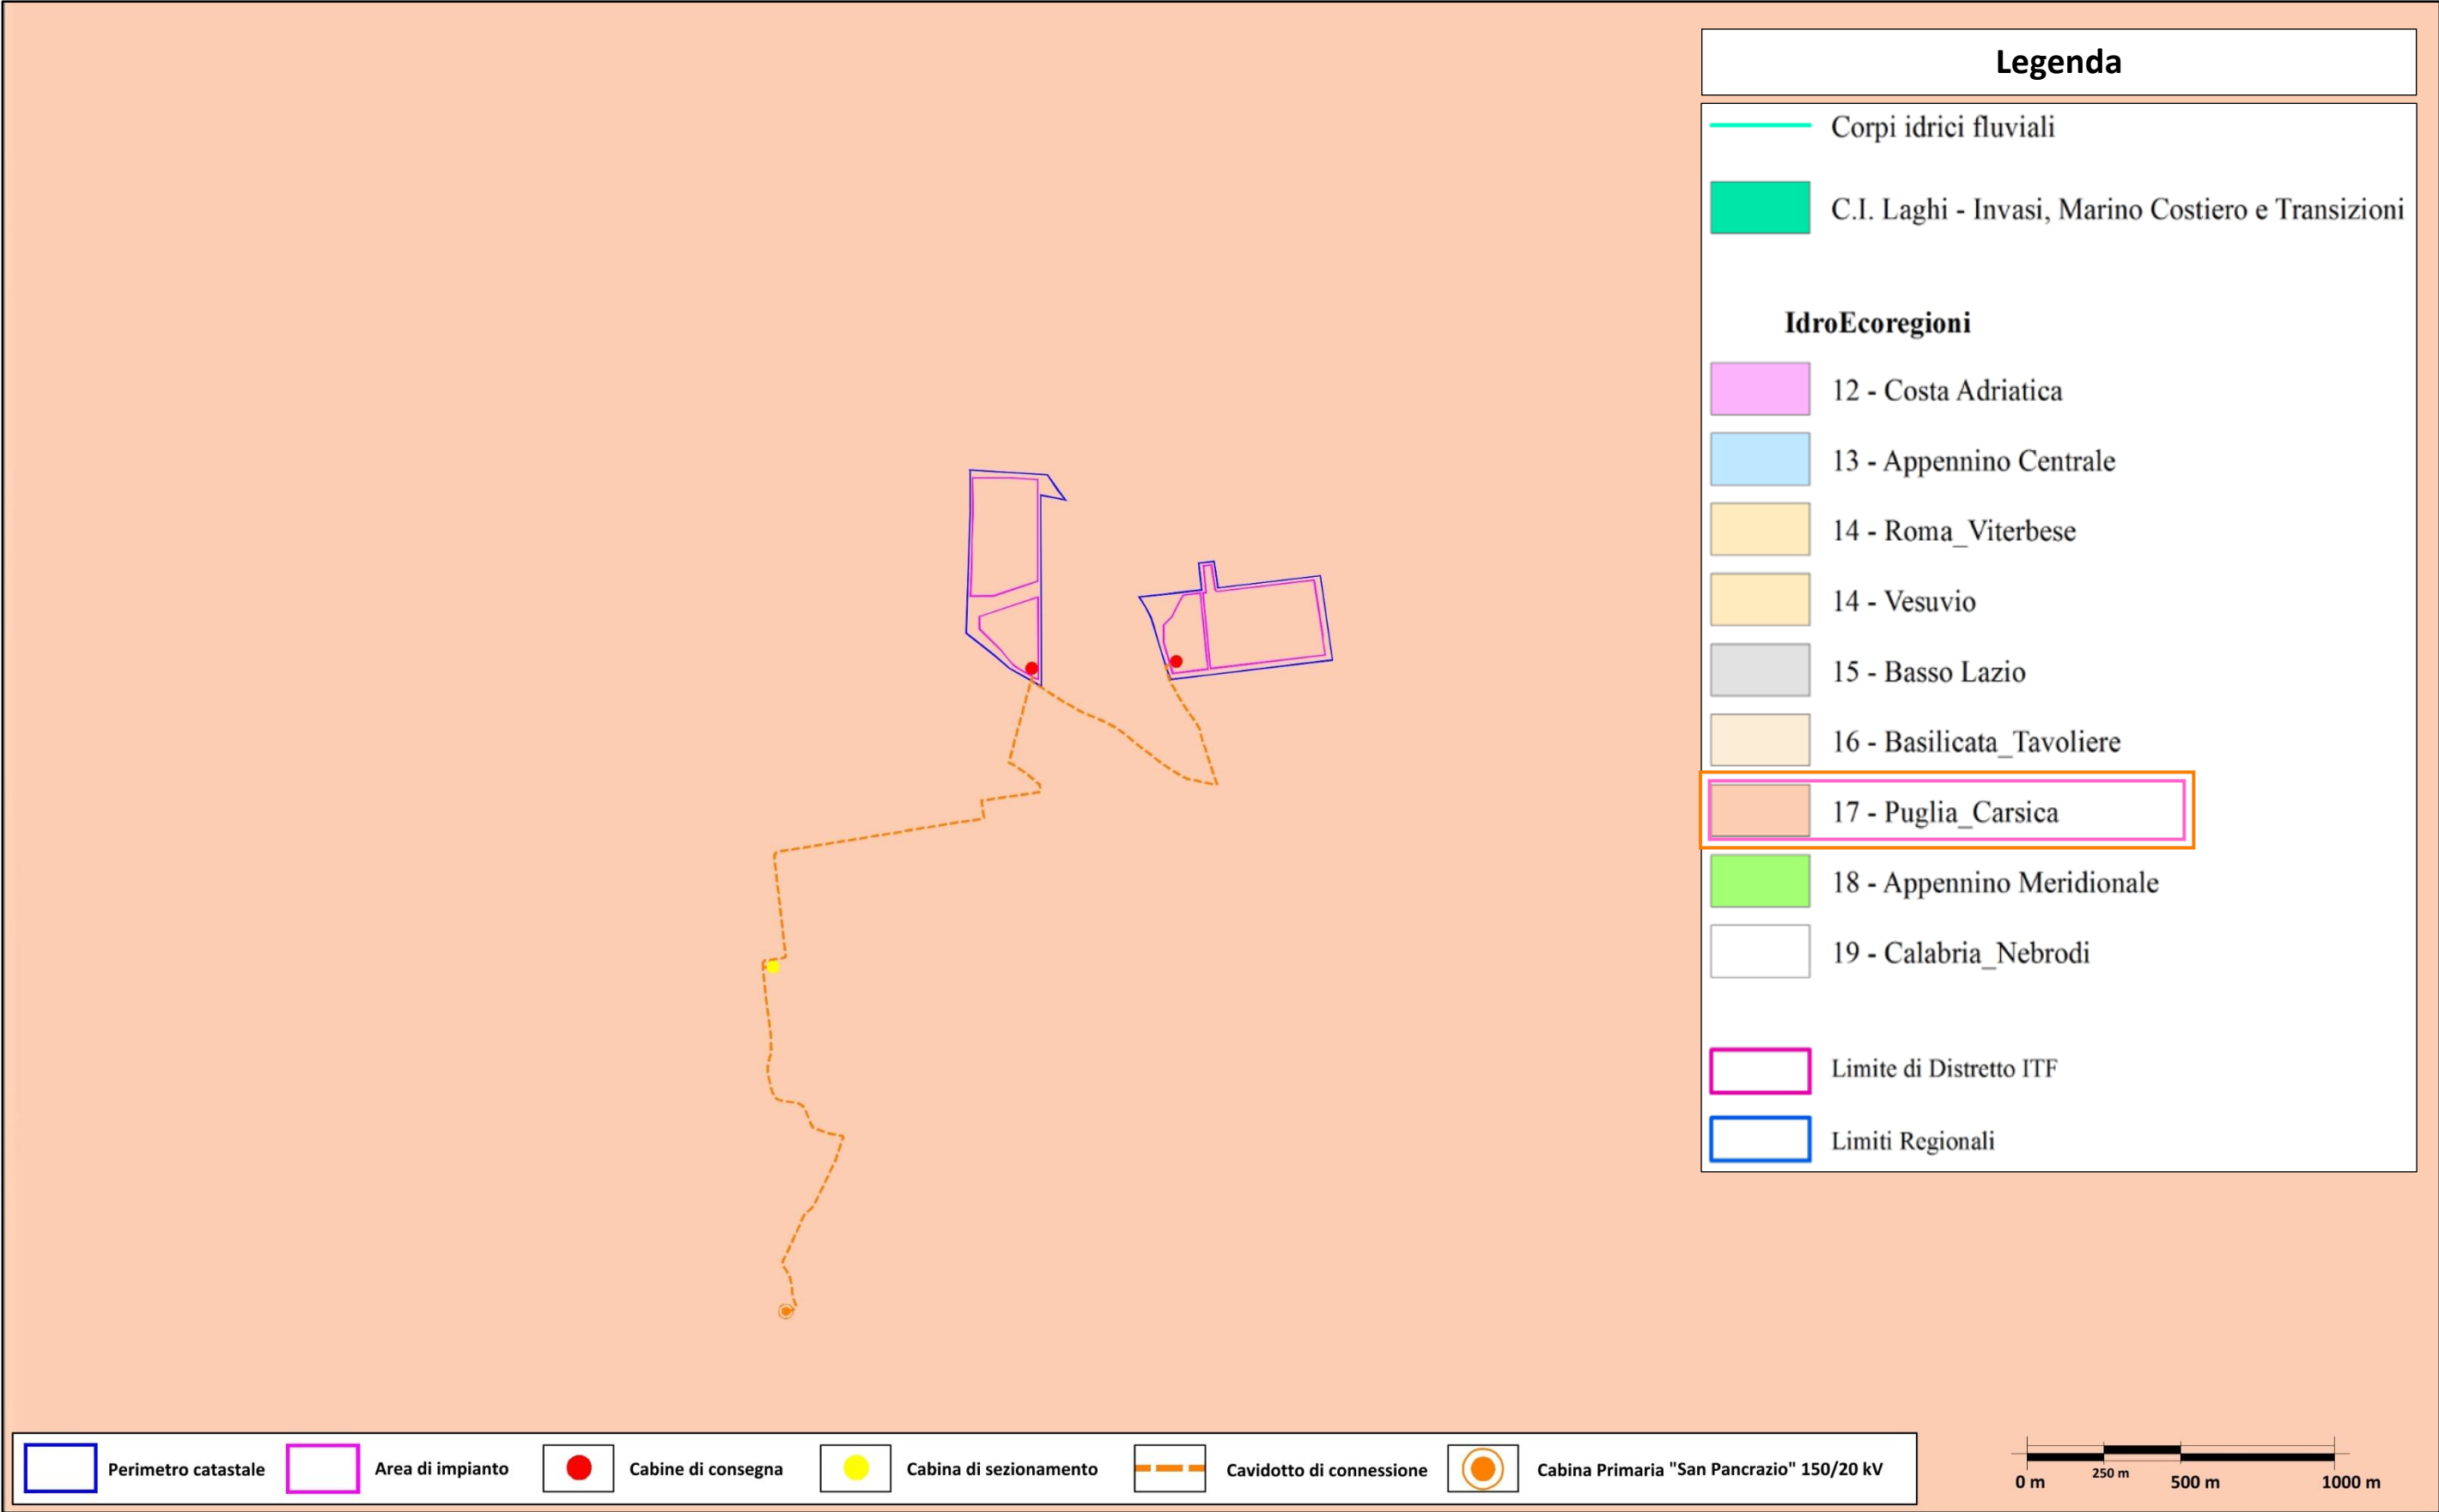 Legenda
Corpi idrici fluviali
C.I. Laghi - Invasi, Marino Costiero e Transizioni
IdroEcoregioni
12 - Costa Adriatica
13 - Appennino Centrale
14 - Roma_Viterbese
14 - Vesuvio
15 - Basso Lazio
16 - Basilicata_Tavoliere
17 - Puglia_Carsica
18 - Appennino Meridionale
19 - Calabria_Nebrodi
Limite di Distretto ITF
Limiti Regionali
Perimetro catastale
Area di impianto
Cabine di consegna
Cabina di sezionamento
Cavidotto di connessione
Cabina Primaria "San Pancrazio" 150/20 kV
0 m
250 m
500 m
1000 m